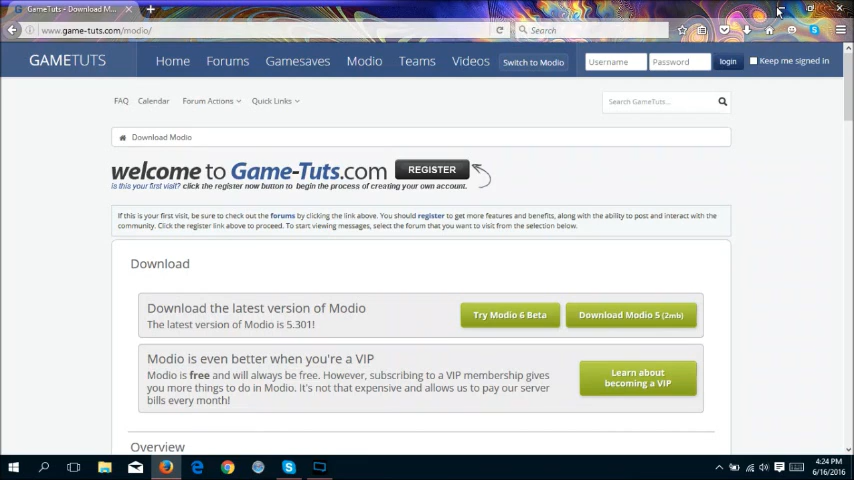 GameTuts - Download M...
www.game-tuts.com/modio/
Search
GAMETUTS Home Forums Gamesaves Modio Teams Videos Switch to Modio Username Password login Keep me signed in
FAQ Calendar Forum Actions Quick Links Search GameTuts...
Download Modio
welcome to Game-Tuts.com REGISTER
is this your first visit? click the register now button to begin the process of creating your own account.
If this is your first visit, be sure to check out the forums by clicking the link above. You should register to get more features and benefits, along with the ability to post and interact with the
community. Click the register link above to proceed. To start viewing messages, select the forum that you want to visit from the selection below.
Download
Download the latest version of Modio
The latest version of Modio is 5.301!
Try Modio 6 Beta
Download Modio 5 (2mb)
Modio is even better when you're a VIP
Modio is free and will always be free. However, subscribing to a VIP membership gives
you more things to do in Modio. It's not that expensive and allows us to pay our server
bills every month!
Learn about
becoming a VIP
Overview
4:24 PM
6/16/2016